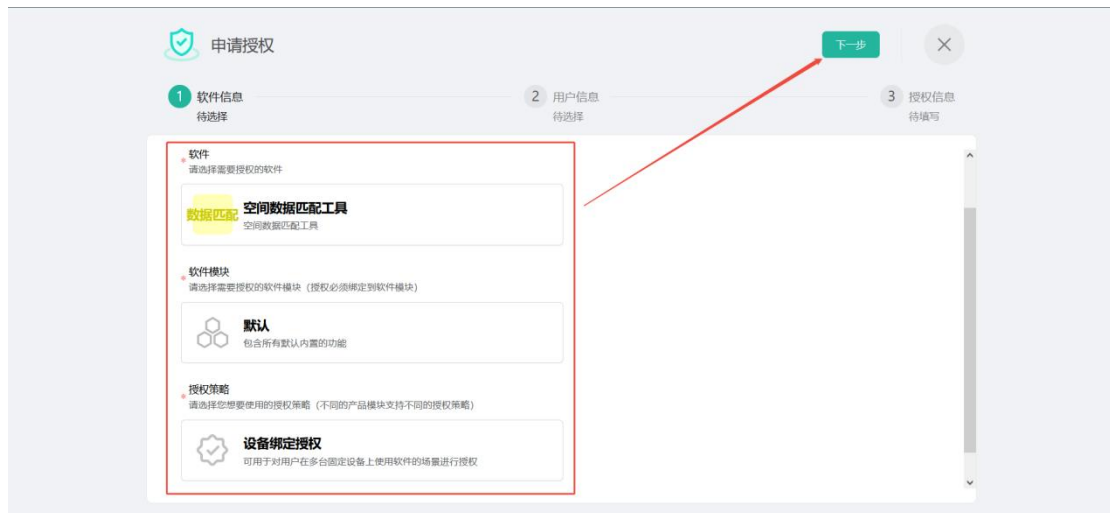 申请授权
下一步
1 软件信息
待选择
2 用户信息
待选择
3 授权信息
待填写
软件
请选择需要授权的软件
数据匹配
空间数据匹配工具
空间数据匹配工具
软件模块
请选择需要授权的软件模块（授权必须绑定到软件模块）
默认
包含所有默认内置的功能
授权策略
请选择您想要使用的授权策略（不同的产品模块支持不同的授权策略）
设备绑定授权
可用于对用户在多台固定设备上使用软件的场景进行授权